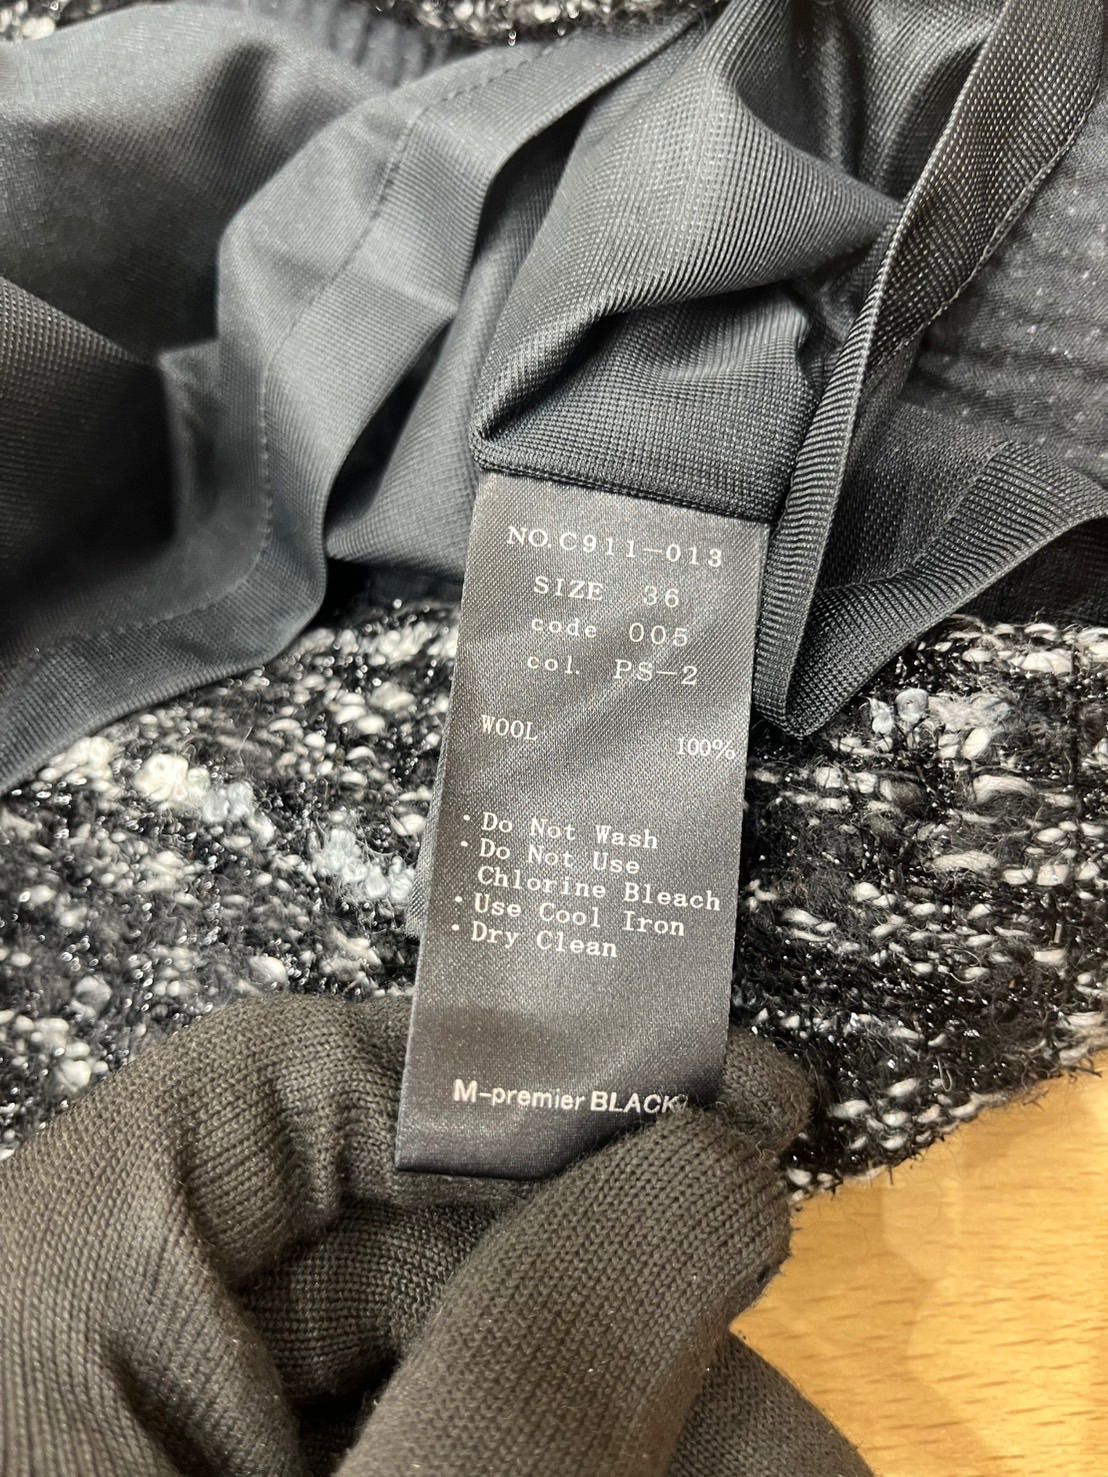 NO.C911-013
SIZE 36
code 005
col. PS-2
WOOL 100%
・Do Not Wash
・Do Not Use
Chlorine Bleach
・Use Cool Iron
・Dry Clean
M-premier BLACK